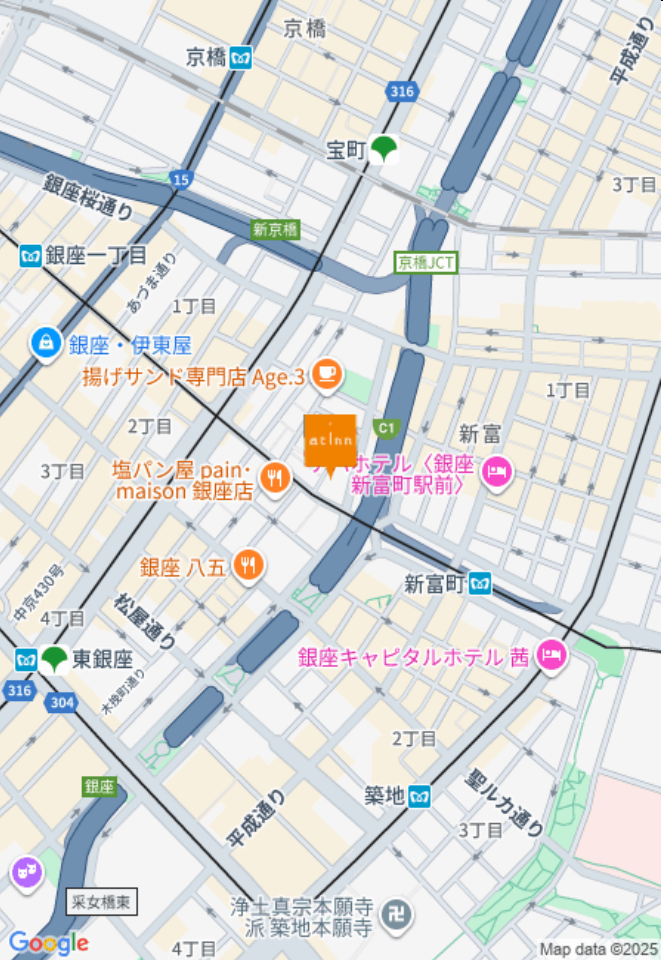 京橋
京橋
平成通り
316
宝町
15
3丁目
銀座桜通り
新京橋
銀座一丁目
京橋JCT
あづま通り
1丁目
銀座・伊東屋
揚げサンド専門店 Age.3
1丁目
2丁目
C1
新富
atinn
3丁目
塩パン屋 pain・
maison 銀座店
ホテル〈銀座
新富町駅前〉
銀座 八五
新富町
中京430号
松屋通り
4丁目
東銀座
銀座キャピタルホテル 茜
木挽町通り
316
304
2丁目
銀座
築地
聖ルカ通り
平成通り
3丁目
采女橋東
浄土真宗本願寺
派 築地本願寺
4丁目
Google
Map data ©2025